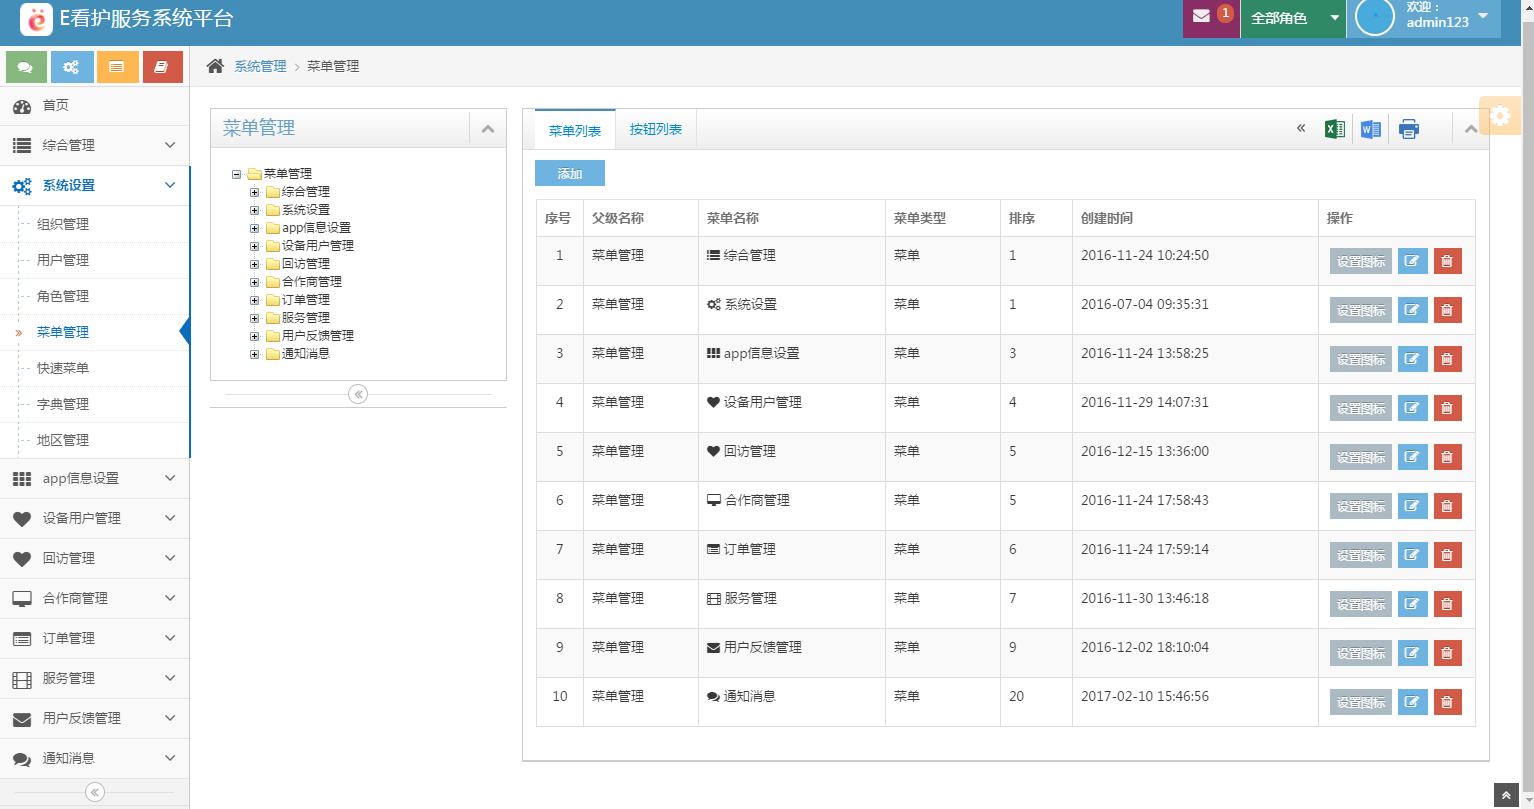 E看护服务系统平台
1
全部角色
欢迎：
admin123
系统管理 > 菜单管理
首页
综合管理
系统设置
组织管理
用户管理
角色管理
» 菜单管理
快速菜单
字典管理
地区管理
app信息设置
设备用户管理
回访管理
合作商管理
订单管理
服务管理
用户反馈管理
通知消息
菜单管理
菜单管理
综合管理
系统设置
app信息设置
设备用户管理
回访管理
合作商管理
订单管理
服务管理
用户反馈管理
通知消息
菜单列表 按钮列表
添加
序号 父级名称 菜单名称 菜单类型 排序 创建时间 操作
1 菜单管理 综合管理 菜单 1 2016-11-24 10:24:50 设置图标
2 菜单管理 系统设置 菜单 1 2016-07-04 09:35:31 设置图标
3 菜单管理 app信息设置 菜单 3 2016-11-24 13:58:25 设置图标
4 菜单管理 设备用户管理 菜单 4 2016-11-29 14:07:31 设置图标
5 菜单管理 回访管理 菜单 5 2016-12-15 13:36:00 设置图标
6 菜单管理 合作商管理 菜单 5 2016-11-24 17:58:43 设置图标
7 菜单管理 订单管理 菜单 6 2016-11-24 17:59:14 设置图标
8 菜单管理 服务管理 菜单 7 2016-11-30 13:46:18 设置图标
9 菜单管理 用户反馈管理 菜单 9 2016-12-02 18:10:04 设置图标
10 菜单管理 通知消息 菜单 20 2017-02-10 15:46:56 设置图标